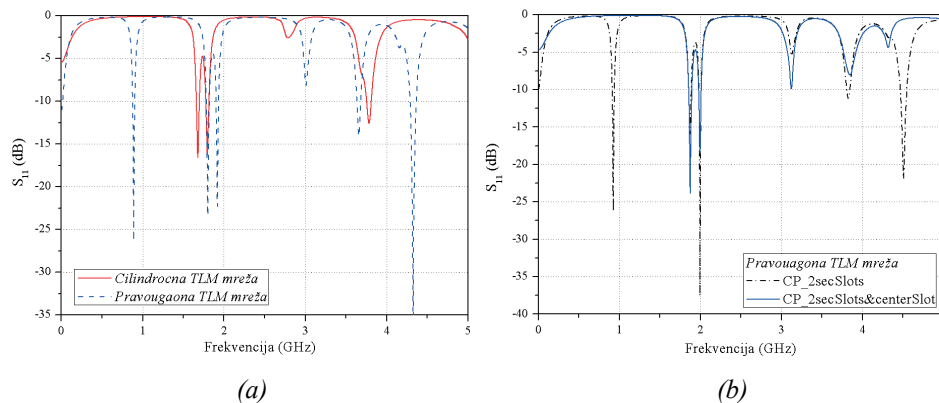 0
-5
-10
-15
-20
-25
-30
-35
S11 (dB)
0
1
2
3
4
5
Frekvencija (GHz)
Cilindrocna TLM mreža
Pravougaona TLM mreža
(a)
0
-5
-10
-15
-20
-25
-30
-35
-40
S11 (dB)
0
1
2
3
4
Frekvencija (GHz)
Pravouagona TLM mreža
CP_2secSlots
CP_2secSlots&centerSlot
(b)